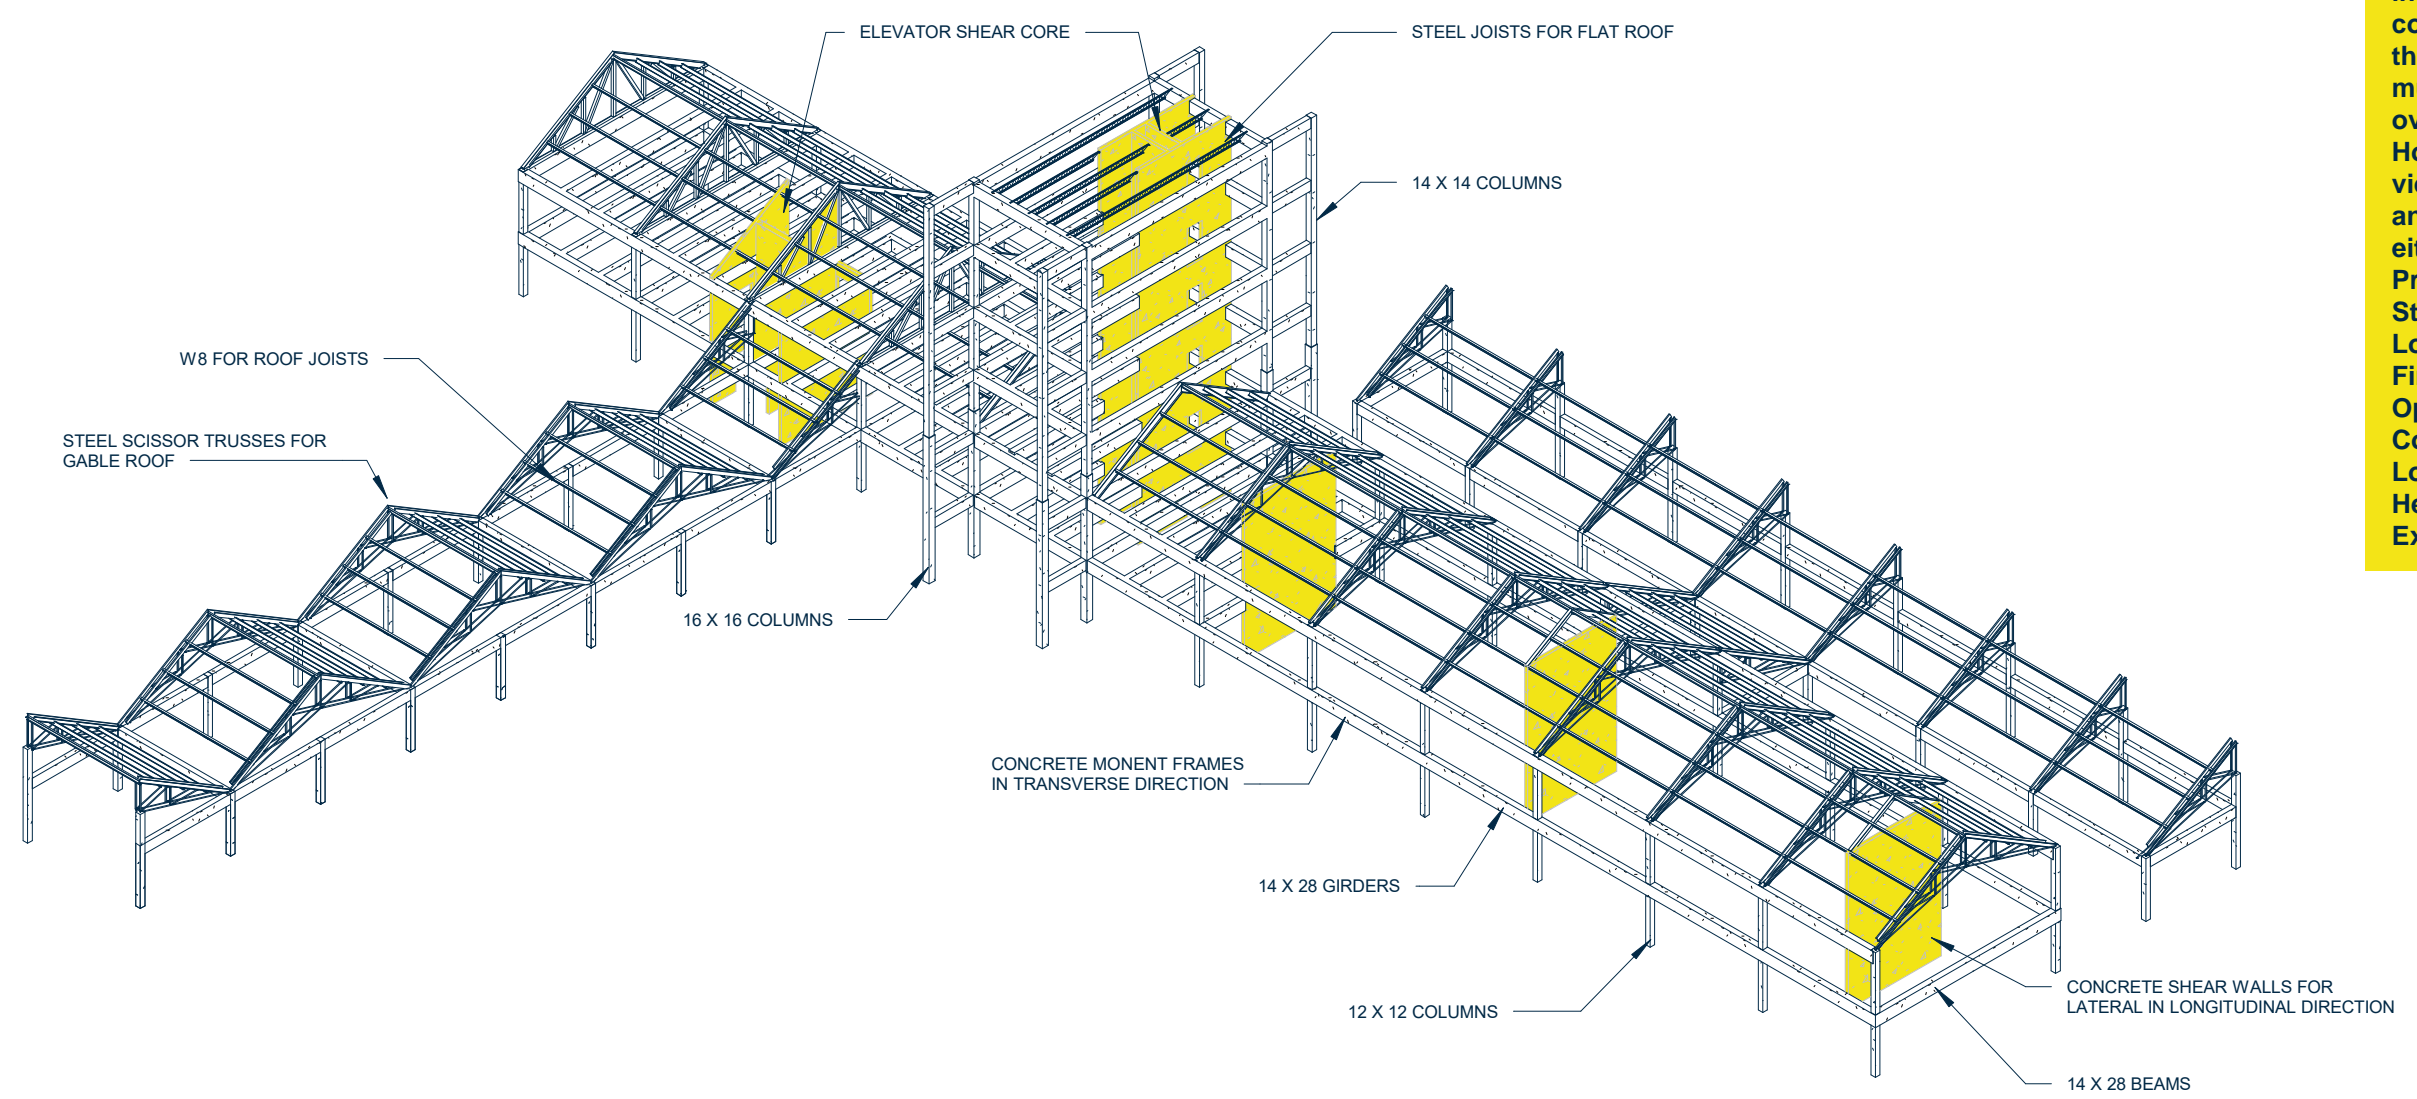 ELEVATOR SHEAR CORE
STEEL JOISTS FOR FLAT ROOF
14 X 14 COLUMNS
W8 FOR ROOF JOISTS
STEEL SCISSOR TRUSSES FOR
GABLE ROOF
16 X 16 COLUMNS
CONCRETE MONENT FRAMES
IN TRANSVERSE DIRECTION
14 X 28 GIRDERS
12 X 12 COLUMNS
CONCRETE SHEAR WALLS FOR
LATERAL IN LONGITUDINAL DIRECTION
14 X 28 BEAMS